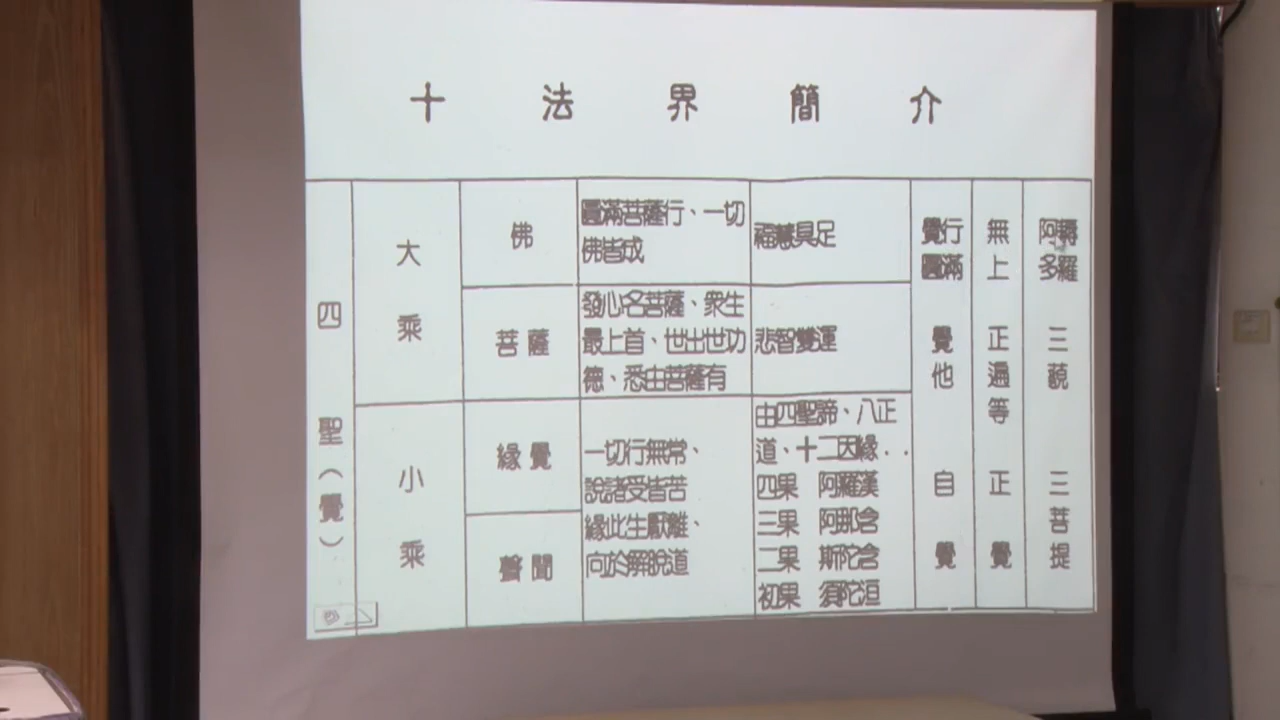 十法界簡介
四聖（覺）
大乘
佛
圓滿菩薩行、一切
佛皆成
福慧具足
菩薩
發心名菩薩、眾生
最上首、世出世功
德、悉由菩薩有
悲智雙運
小乘
緣覺
聲聞
一切行無常、
說諸受皆苦
緣此生厭離、
向於解脫道
由四聖諦、八正
道、十二因緣..
四果 阿羅漢
三果 阿那含
二果 斯陀含
初果 須陀洹
覺行
圓滿
覺他
自覺
無上
正遍等
正覺
阿耨
多羅
三藐
三菩提